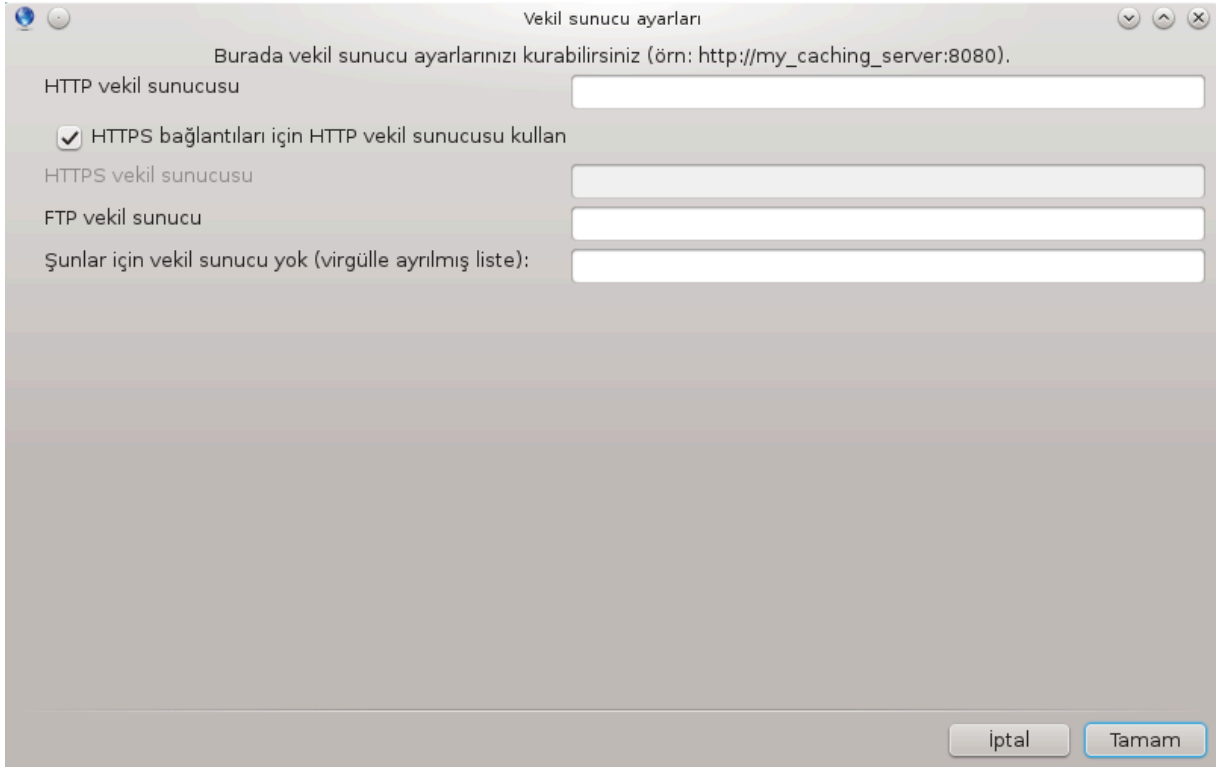 Vekil sunucu ayarları
Burada vekil sunucu ayarlarınızı kurabilirsiniz (örn: http://my_caching_server:8080).
HTTP vekil sunucusu
HTTPS bağlantıları için HTTP vekil sunucusu kullan
HTTPS vekil sunucusu
FTP vekil sunucu
Şunlar için vekil sunucu yok (virgülle ayrılmış liste):
İptal
Tamam